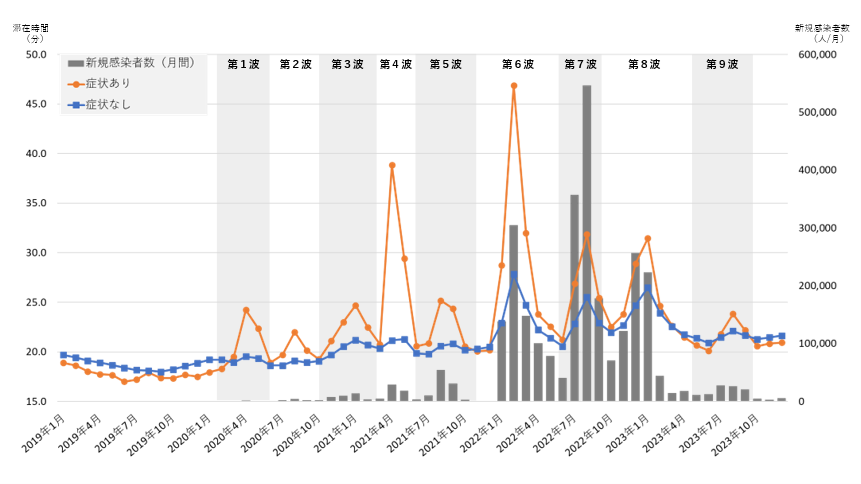 滞在時間
（分）
新規感染者数
（人/月）
50.0
45.0
40.0
35.0
30.0
25.0
20.0
15.0
新規感染者数（月間）
症状あり
症状なし
第１波
第２波
第３波
第４波
第５波
第６波
第７波
第８波
第９波
600,000
500,000
400,000
300,000
200,000
100,000
0
2019年1月
2019年4月
2019年7月
2019年10月
2020年1月
2020年4月
2020年7月
2020年10月
2021年1月
2021年4月
2021年7月
2021年10月
2022年1月
2022年4月
2022年7月
2022年10月
2023年1月
2023年4月
2023年7月
2023年10月